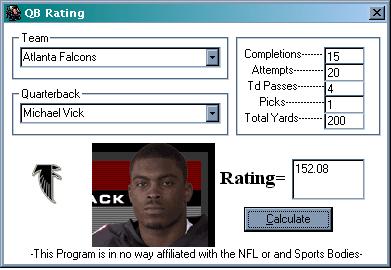 QB Rating
Team
Atlanta Falcons
Quarterback
Michael Vick
Completions------- 15
Attempts------- 20
Td Passes------- 4
Picks------- 1
Total Yards------- 200
ACK
Rating= 152.08
Calculate
-This Program is in no way affiliated with the NFL or and Sports Bodies-